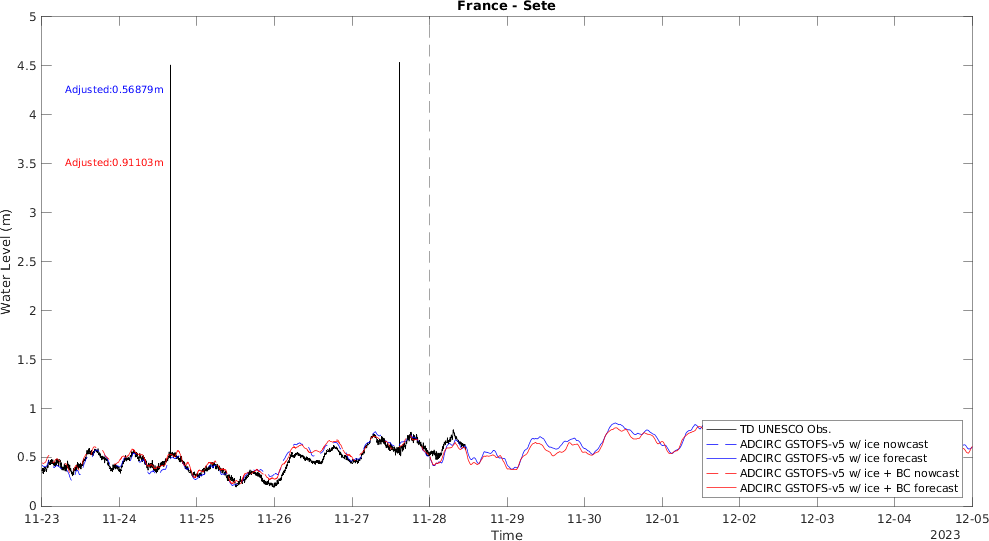 France - Sete
Water Level (m)
5
4.5
4
3.5
3
2.5
2
1.5
1
0.5
0
Adjusted:0.56879m
Adjusted:0.91103m
TD UNESCO Obs.
ADCIRC GSTOFS-v5 w/ ice nowcast
ADCIRC GSTOFS-v5 w/ ice forecast
ADCIRC GSTOFS-v5 w/ ice + BC nowcast
ADCIRC GSTOFS-v5 w/ ice + BC forecast
11-23 11-24 11-25 11-26 11-27 11-28 11-29 11-30 12-01 12-02 12-03 12-04 12-05
Time
2023